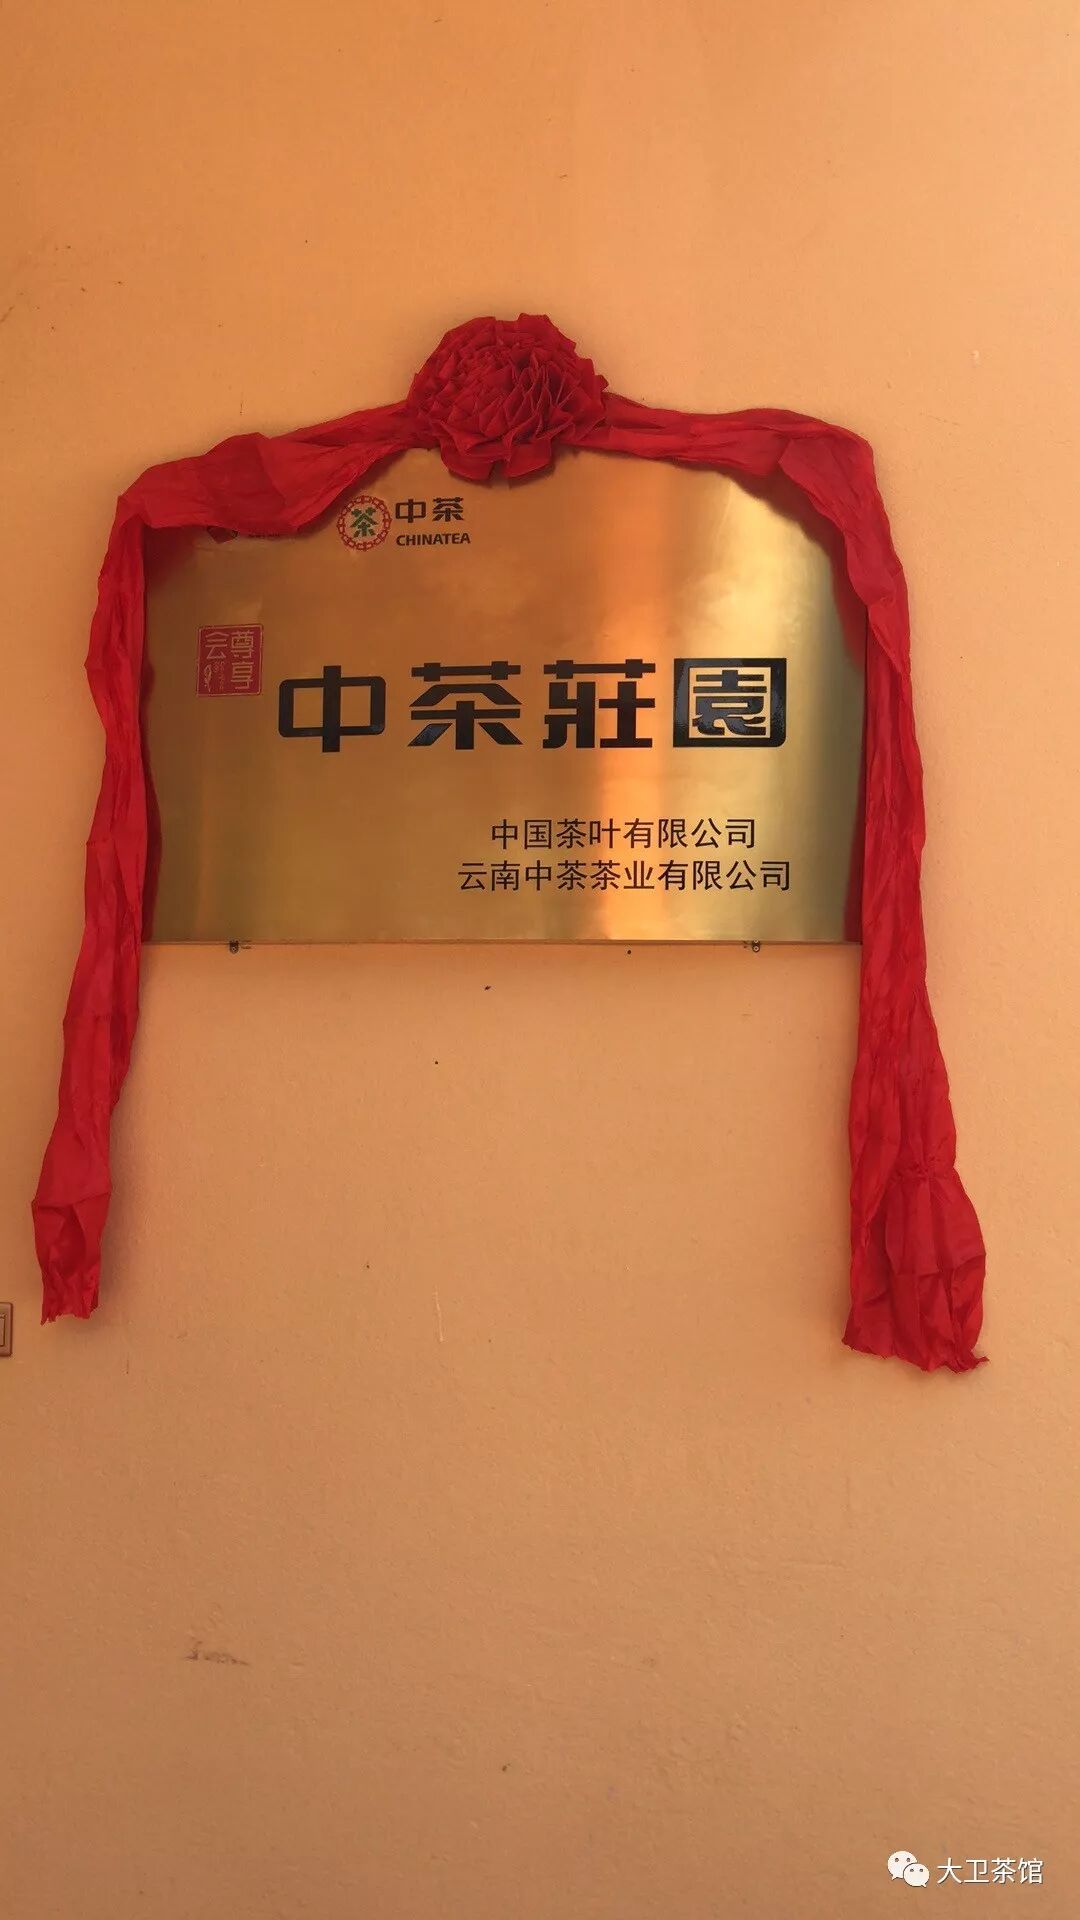 中茶
CHINATEA
尊享
会
中茶莊園
中国茶叶有限公司
云南中茶茶业有限公司
大卫茶馆